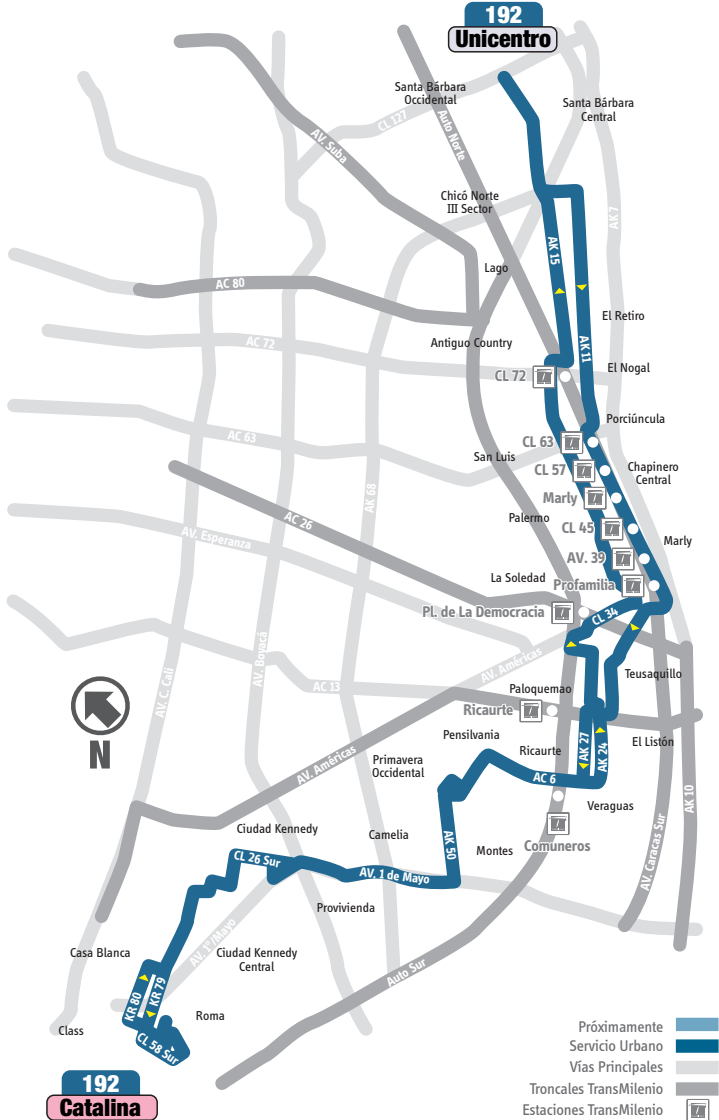 192
Unicentro
Santa Bárbara
Occidental
Santa Bárbara
Central
CL 127
Auto Norte
AV. Suba
Chicó Norte
III Sector
AK 7
AK 15
Lago
AC 80
El Retiro
AC 72
Antiguo Country
AK 11
El Nogal
CL 72
Porciúncula
AC 63
CL 63
San Luis
CL 57
Chapinero
Central
AK 68
Marly
AC 26
Palermo
CL 45
AV. Esperanza
AV. 39
Marly
La Soledad
Profamilia
Pl. de La Democracia
CL 34
AV. Boyacá
AV. Américas
Teusaquillo
AV. C. Cali
AC 13
Paloquemao
Ricaurte
Pensilvania
El Listón
N
Ricaurte
AK 27
AK 24
AV. Américas
Primavera
Occidental
AC 6
Veraguas
AK 10
Ciudad Kennedy
Camelia
AK 50
Montes
Comuneros
AV. Caracas Sur
CL 26 Sur
AV. 1 de Mayo
Provivienda
AV. 1°/Mayo
Casa Blanca
Ciudad Kennedy
Central
Auto Sur
KR 80
KR 79
Roma
Class
CL 58 Sur
Próximamente
Servicio Urbano
Vías Principales
Troncales TransMilenio
Estaciones TransMilenio
192
Catalina